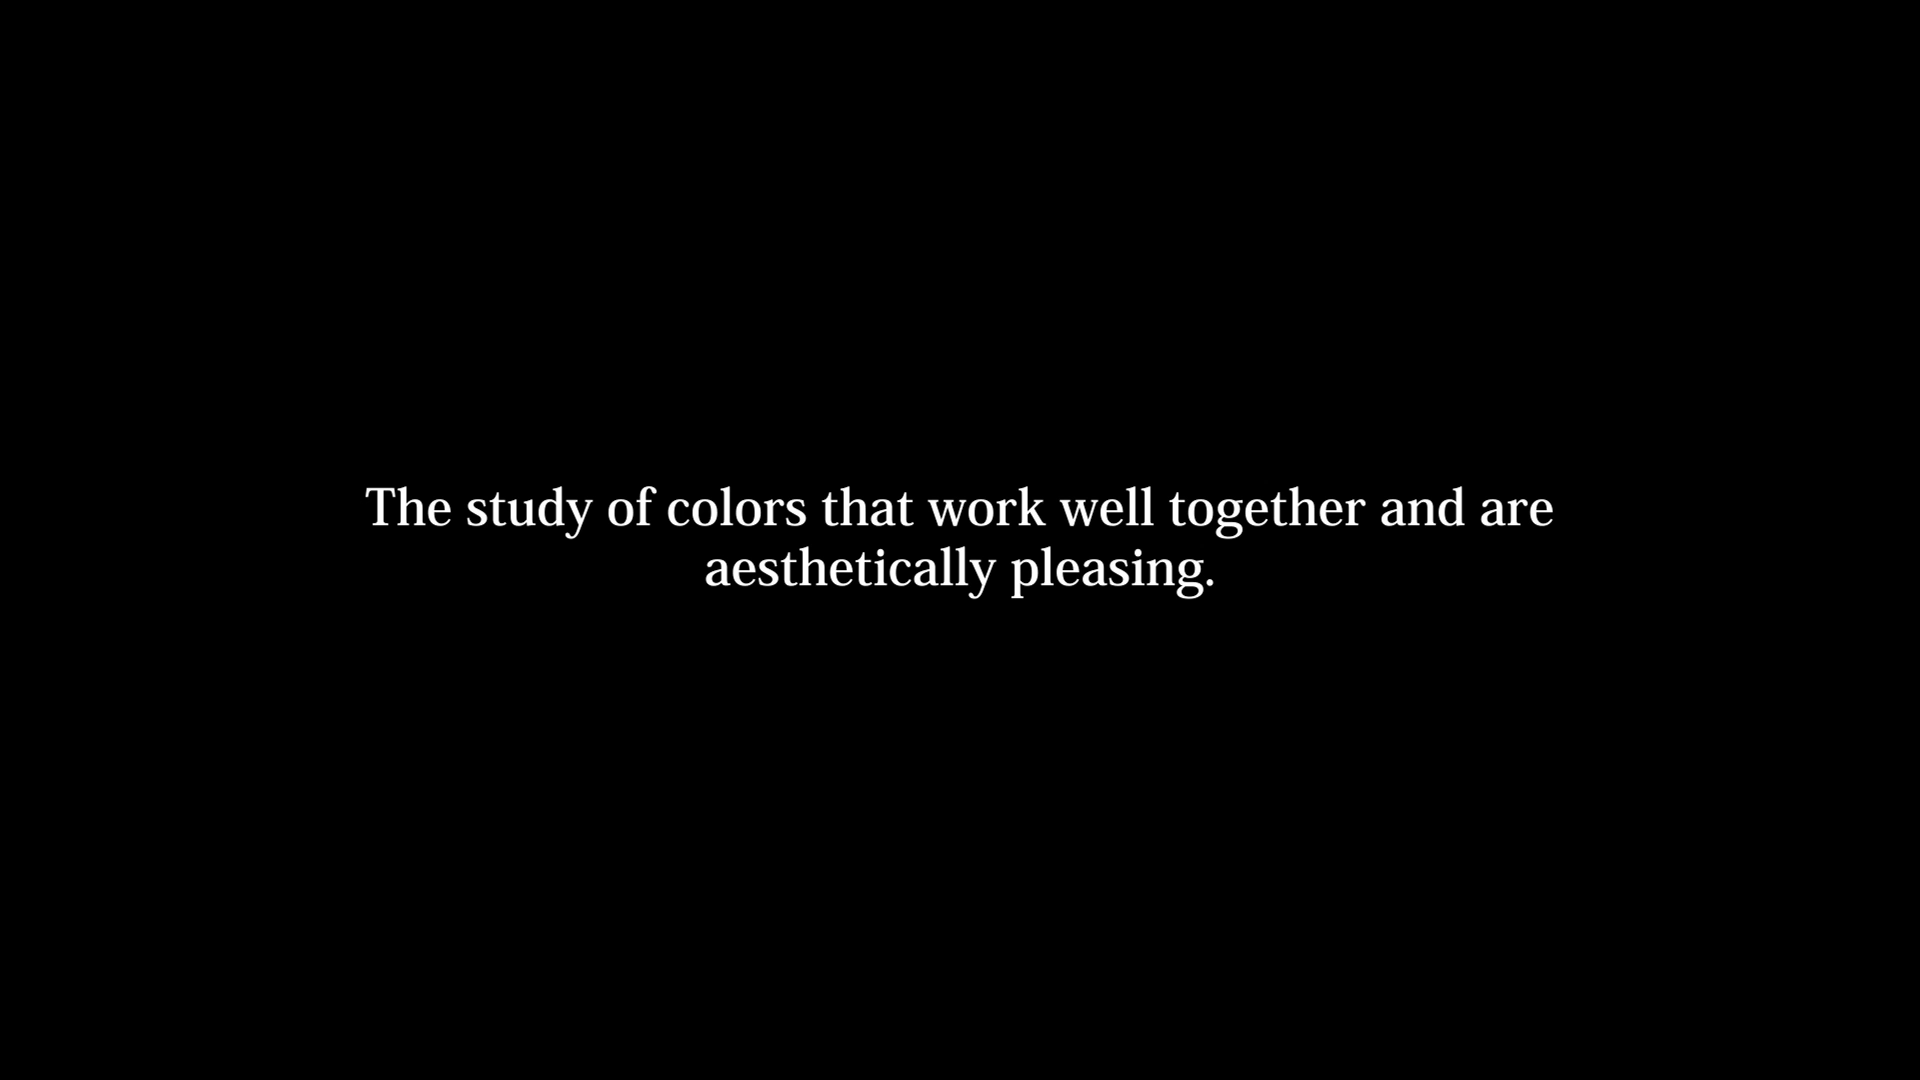 The study of colors that work well together and are
aesthetically pleasing.